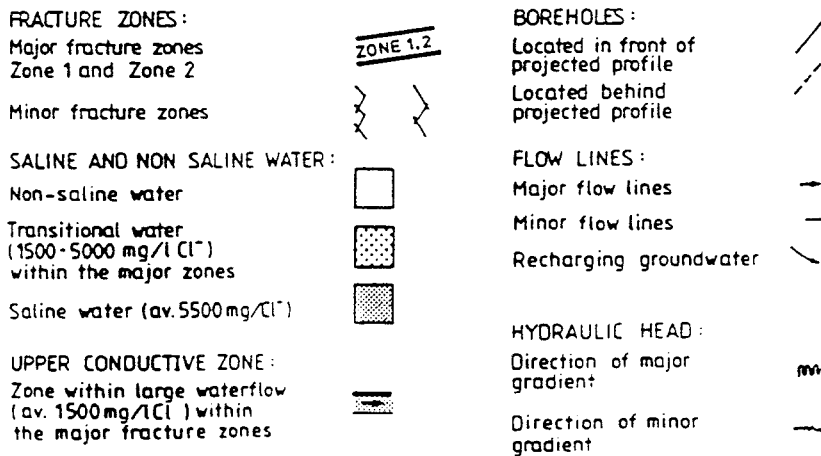 FRACTURE ZONES:
Major fracture zones
Zone 1 and Zone 2
ZONE 1.2
Minor fracture zones
SALINE AND NON SALINE WATER:
Non-saline water
Transitional water
(1500-5000 mg/l Cl⁻)
within the major zones
Saline water (av. 5500mg/Cl⁻)
UPPER CONDUCTIVE ZONE:
Zone within large waterflow
(av. 1500mg/lCl ) within
the major fracture zones
BOREHOLES:
Located in front of
projected profile
Located behind
projected profile
FLOW LINES:
Major flow lines
Minor flow lines
Recharging groundwater
HYDRAULIC HEAD:
Direction of major
gradient
Direction of minor
gradient